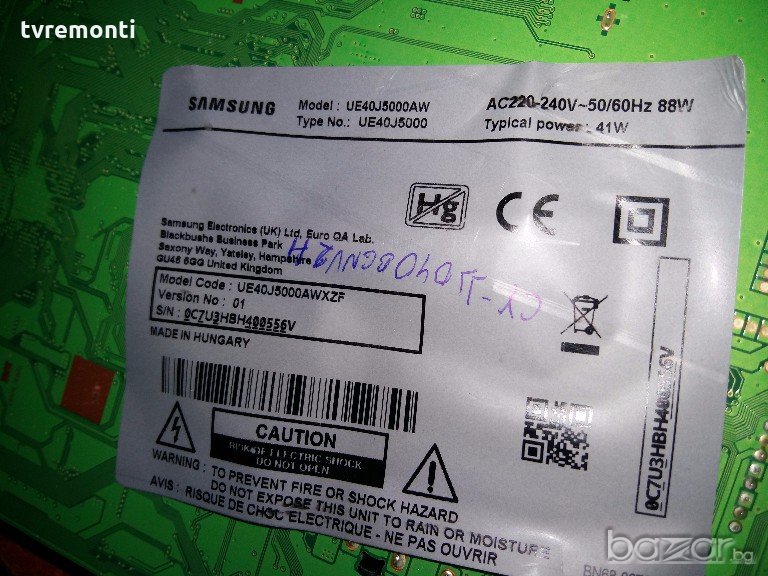 tvremonti
SAMSUNG
Model : UE40J5000AW
Type No.: UE40J5000
AC220-240V~50/60Hz 88W
Typical power : 41W
Hg
CE
Samsung Electronics (UK) Ltd, Euro QA Lab.
Blackbushe Business Park
Saxony Way, Yateley, Hampshire
GU46 6GG United Kingdom
CY-JJ040BGNV2H
Model Code : UE40J5000AWXZF
Version No : 01
S/N : 0C7U3HBH400556V
MADE IN HUNGARY
0C7U3HBH400556V
CAUTION
RISK OF ELECTRIC SHOCK
DO NOT OPEN
WARNING : TO PREVENT FIRE OR SHOCK HAZARD
DO NOT EXPOSE THIS UNIT TO RAIN OR MOISTURE
AVIS : RISQUE DE CHOC ELECTRIQUE - NE PAS OUVRIR
bazar.bg